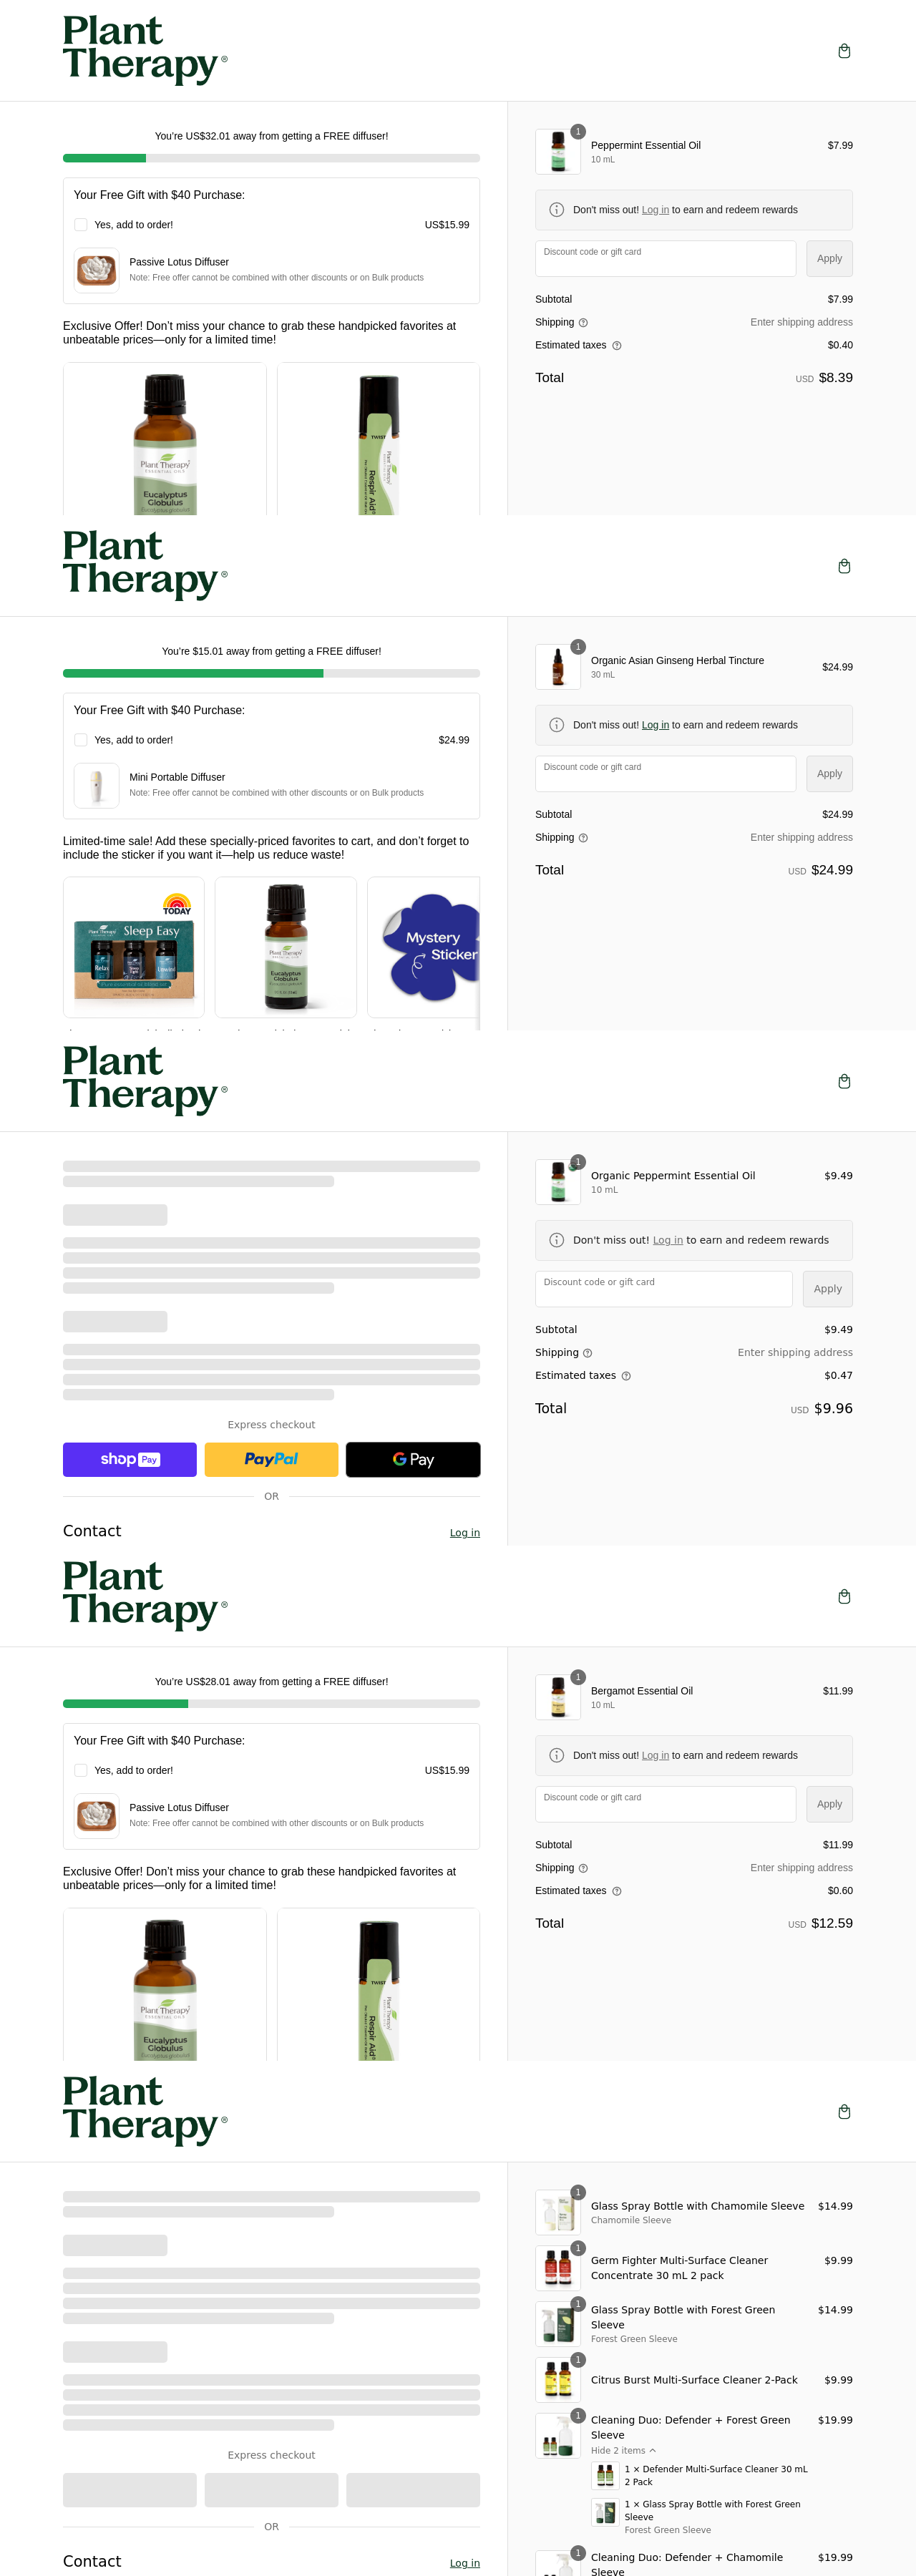 Plant
Therapy®
You're US$32.01 away from getting a FREE diffuser!
Your Free Gift with $40 Purchase:
Yes, add to order! US$15.99
Passive Lotus Diffuser
Note: Free offer cannot be combined with other discounts or on Bulk products
Exclusive Offer! Don't miss your chance to grab these handpicked favorites at
unbeatable prices—only for a limited time!
Plant Therapy
ESSENTIAL OILS
Eucalyptus
Globulus
Eucalyptus globulus
TWIST
Plant Therapy
Respir Aid
1
Peppermint Essential Oil $7.99
10 mL
Don't miss out! Log in to earn and redeem rewards
Discount code or gift card
Apply
Subtotal $7.99
Shipping Enter shipping address
Estimated taxes $0.40
Total USD $8.39
Plant
Therapy®
You're $15.01 away from getting a FREE diffuser!
Your Free Gift with $40 Purchase:
Yes, add to order! $24.99
Mini Portable Diffuser
Note: Free offer cannot be combined with other discounts or on Bulk products
Limited-time sale! Add these specially-priced favorites to cart, and don't forget to
include the sticker if you want it—help us reduce waste!
TODAY
Plant Therapy
Sleep Easy
Relax
Plant Therapy
Eucalyptus
Globulus
Mystery
Sticker
1
Organic Asian Ginseng Herbal Tincture $24.99
30 mL
Don't miss out! Log in to earn and redeem rewards
Discount code or gift card
Apply
Subtotal $24.99
Shipping Enter shipping address
Total USD $24.99
Plant
Therapy®
Express checkout
shop Pay
PayPal
G Pay
OR
Contact Log in
1
Organic Peppermint Essential Oil $9.49
10 mL
Don't miss out! Log in to earn and redeem rewards
Discount code or gift card
Apply
Subtotal $9.49
Shipping Enter shipping address
Estimated taxes $0.47
Total USD $9.96
Plant
Therapy®
You're US$28.01 away from getting a FREE diffuser!
Your Free Gift with $40 Purchase:
Yes, add to order! US$15.99
Passive Lotus Diffuser
Note: Free offer cannot be combined with other discounts or on Bulk products
Exclusive Offer! Don't miss your chance to grab these handpicked favorites at
unbeatable prices—only for a limited time!
Plant Therapy
ESSENTIAL OILS
Eucalyptus
Globulus
Eucalyptus globulus
TWIST
Plant Therapy
Respir Aid
1
Bergamot Essential Oil $11.99
10 mL
Don't miss out! Log in to earn and redeem rewards
Discount code or gift card
Apply
Subtotal $11.99
Shipping Enter shipping address
Estimated taxes $0.60
Total USD $12.59
Plant
Therapy®
Express checkout
OR
Contact Log in
1
Glass Spray Bottle with Chamomile Sleeve $14.99
Chamomile Sleeve
1
Germ Fighter Multi-Surface Cleaner $9.99
Concentrate 30 mL 2 pack
1
Glass Spray Bottle with Forest Green $14.99
Sleeve
Forest Green Sleeve
1
Citrus Burst Multi-Surface Cleaner 2-Pack $9.99
1
Cleaning Duo: Defender + Forest Green $19.99
Sleeve
Hide 2 items
1 × Defender Multi-Surface Cleaner 30 mL
2 Pack
1 × Glass Spray Bottle with Forest Green
Sleeve
Forest Green Sleeve
1
Cleaning Duo: Defender + Chamomile $19.99
Sleeve